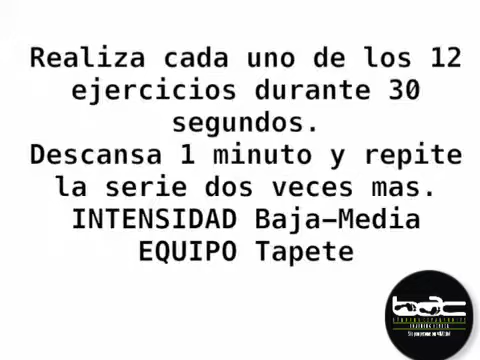 Realiza cada uno de los 12
ejercicios durante 30
segundos.
Descansa 1 minuto y repite
la serie dos veces mas.
INTENSIDAD Baja-Media
EQUIPO Tapete
bac